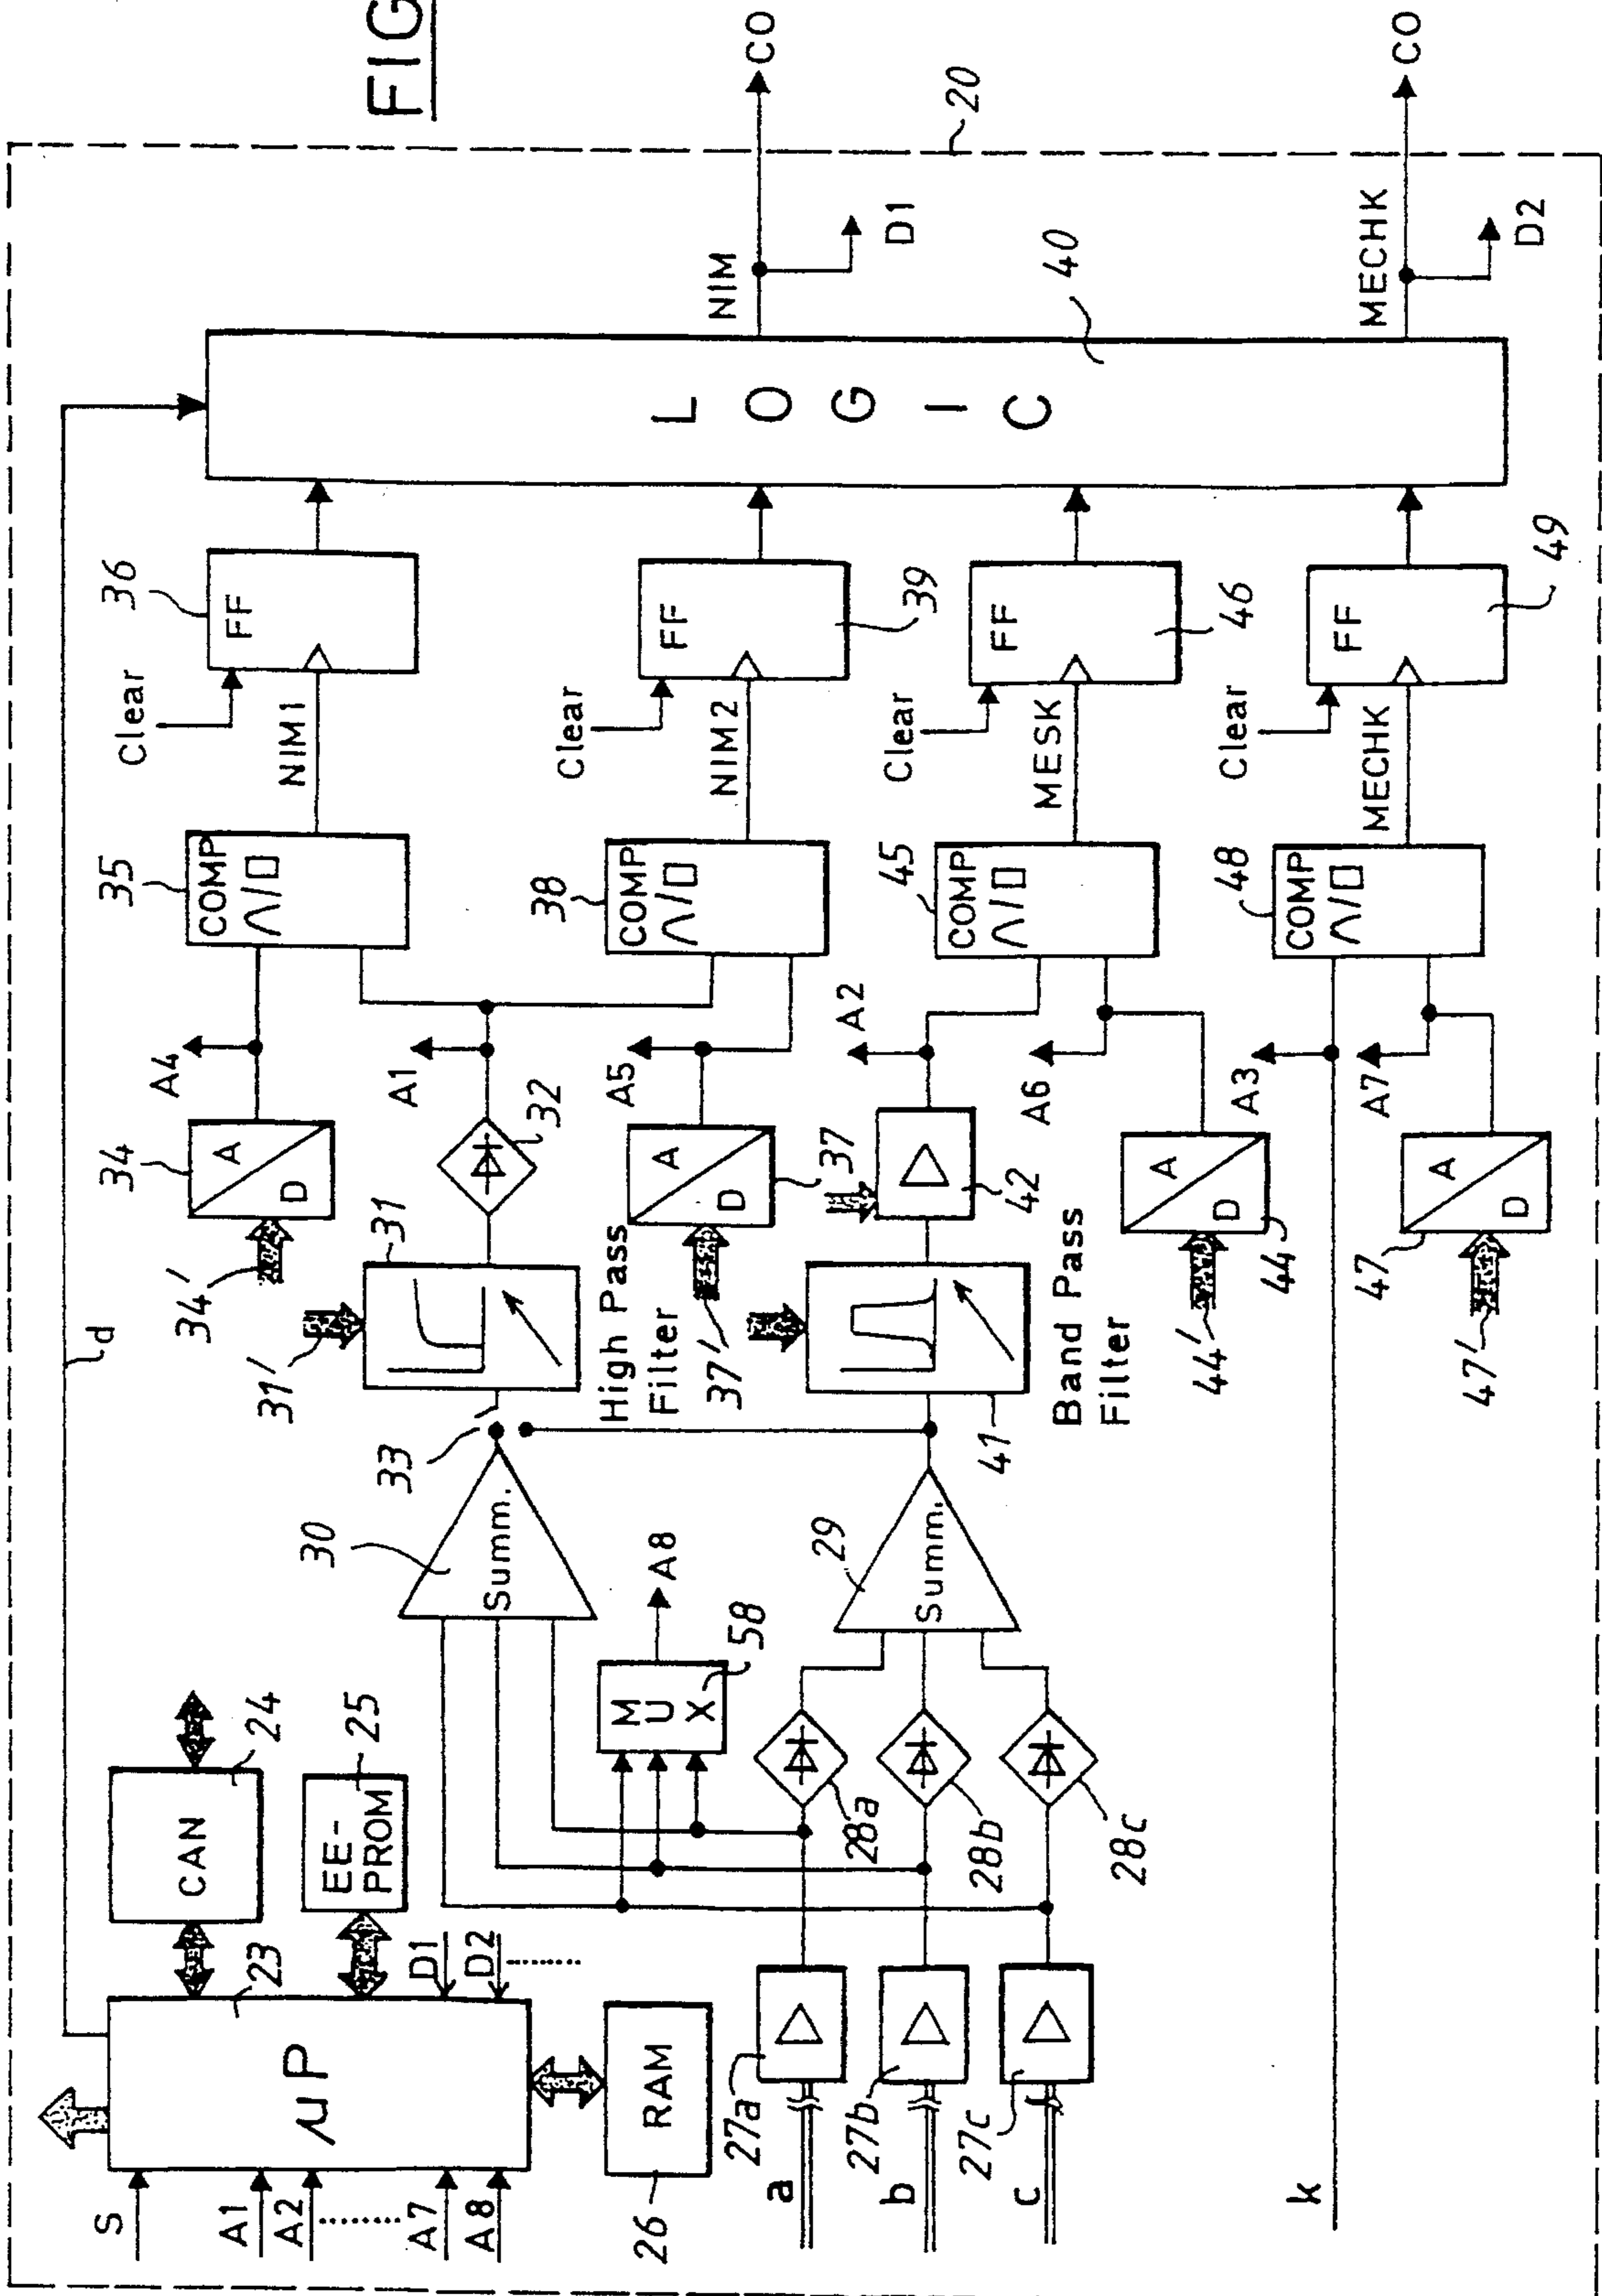 FIG
20
S
A1
A2
A7
A8
μP
23
D1
D2
CAN
24
EE-
PROM
25
RAM
26
d
a
27a
b
27b
c
27c
k
28a
28b
28c
MUX
58
A8
Summ.
30
Summ.
29
33
31'
31
High Pass
Filter
32
A1
34'
34
A
D
A4
37'
37
A
D
A5
41
Band Pass
Filter
42
A2
44'
44
A
D
A6
A3
47'
47
A
D
A7
35
COMP
38
COMP
45
COMP
48
COMP
NIM1
NIM2
MESK
MECHK
Clear
FF
36
Clear
FF
39
Clear
FF
46
Clear
FF
49
LOGIC
40
NIM
D1
CO
MECHK
D2
CO